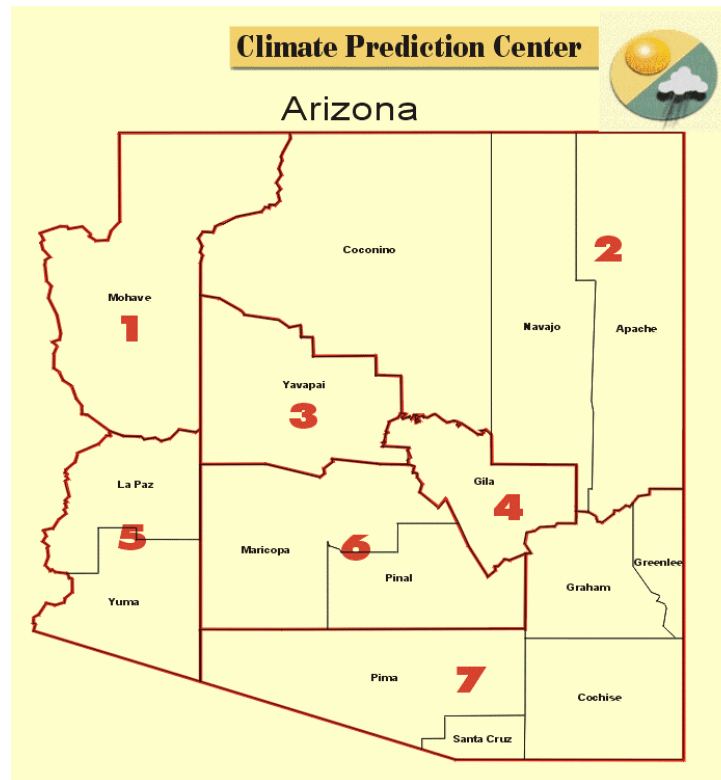 Climate Prediction Center
Arizona
Coconino
2
Mohave
1
Navajo
Apache
Yavapai
3
Gila
4
La Paz
5
6
Maricopa
Pinal
Greenlee
Graham
Yuma
Pima
7
Cochise
Santa Cruz